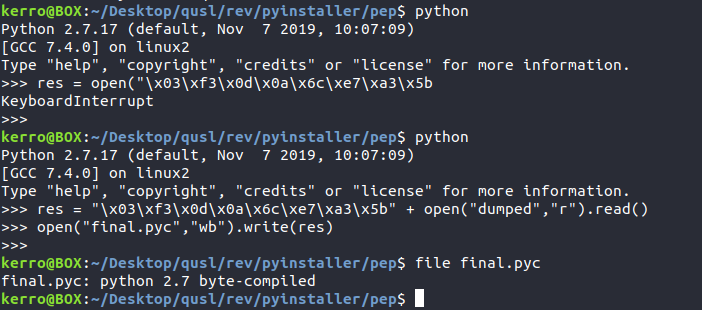 kerro@BOX:~/Desktop/qusl/rev/pyinstaller/pep$ python
Python 2.7.17 (default, Nov  7 2019, 10:07:09)
[GCC 7.4.0] on linux2
Type "help", "copyright", "credits" or "license" for more information.
>>> res = open("\x03\xf3\x0d\x0a\x6c\xe7\xa3\x5b
KeyboardInterrupt
>>>
kerro@BOX:~/Desktop/qusl/rev/pyinstaller/pep$ python
Python 2.7.17 (default, Nov  7 2019, 10:07:09)
[GCC 7.4.0] on linux2
Type "help", "copyright", "credits" or "license" for more information.
>>> res = "\x03\xf3\x0d\x0a\x6c\xe7\xa3\x5b" + open("dumped","r").read()
>>> open("final.pyc","wb").write(res)
>>>
kerro@BOX:~/Desktop/qusl/rev/pyinstaller/pep$ file final.pyc
final.pyc: python 2.7 byte-compiled
kerro@BOX:~/Desktop/qusl/rev/pyinstaller/pep$